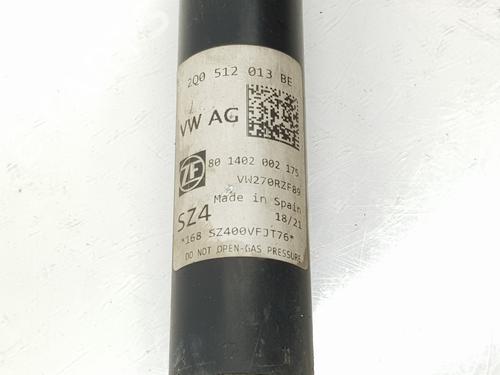 2Q0 512 013 BE
VW AG
ZF
80 1402 002 175
VW270RZF89
Made in Spain
SZ4
18/21
*168 SZ400VFJT76*
DO NOT OPEN-GAS PRESSURE